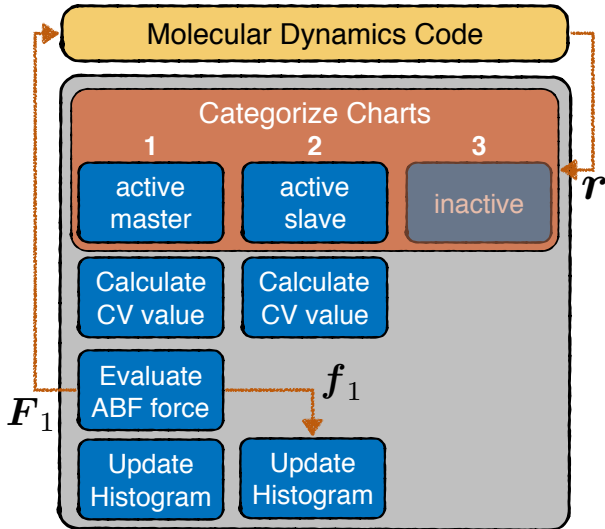 Molecular Dynamics Code
Categorize Charts
1 2 3
active
master
active
slave
inactive
r
Calculate
CV value
Calculate
CV value
Evaluate
ABF force
f₁
F₁
Update
Histogram
Update
Histogram